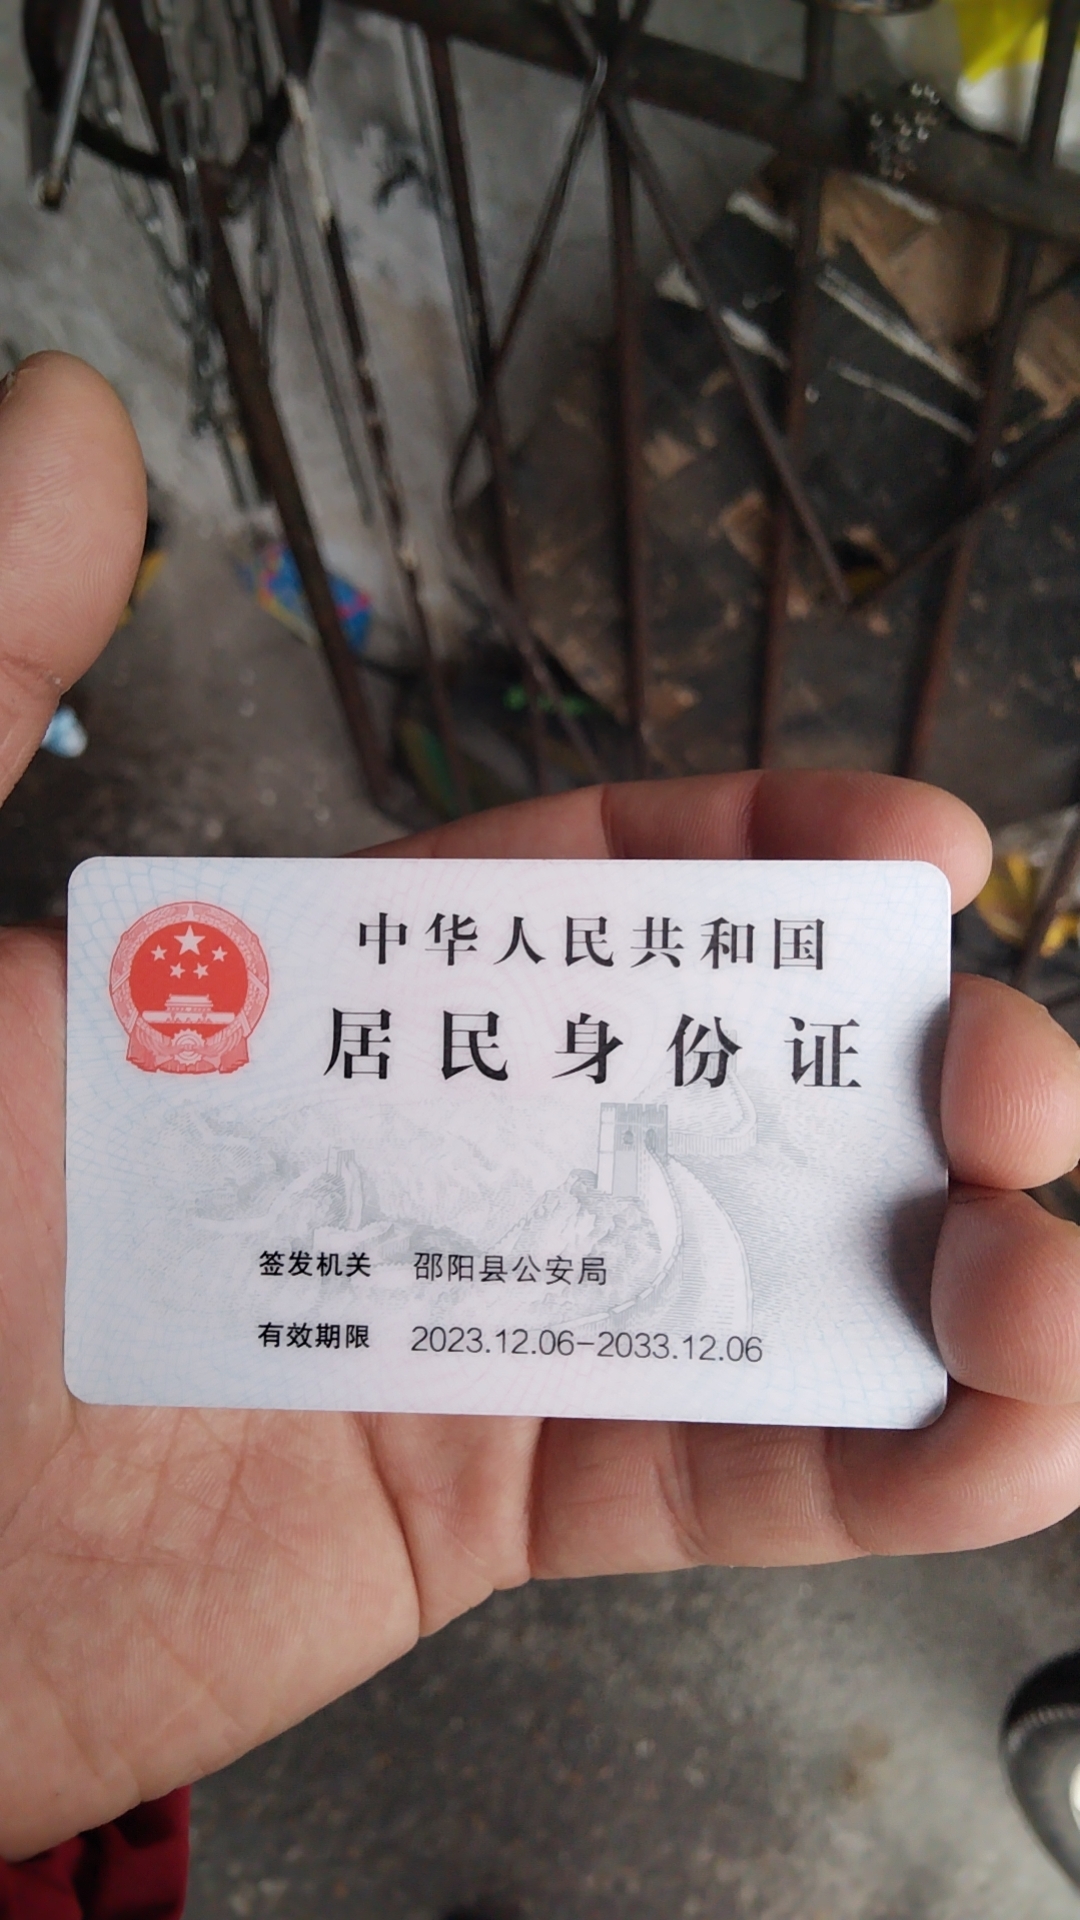 中华人民共和国
居民身份证
签发机关 邵阳县公安局
有效期限 2023.12.06-2033.12.06